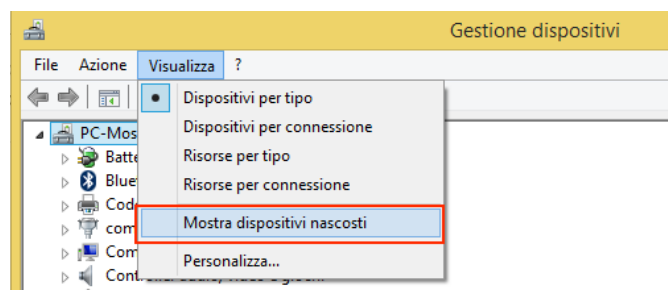 Gestione dispositivi
File Azione Visualizza ?
Dispositivi per tipo
Dispositivi per connessione
Risorse per tipo
Risorse per connessione
Mostra dispositivi nascosti
Personalizza...
PC-Mos
Batte
Blue
Cod
com
Com